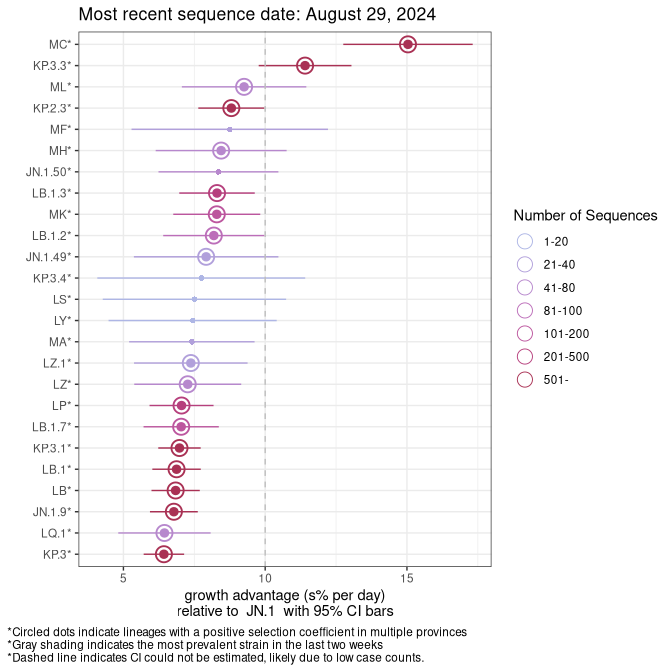 Most recent sequence date: August 29, 2024
MC*
KP.3.3*
ML*
KP.2.3*
MF*
MH*
JN.1.50*
LB.1.3*
MK*
LB.1.2*
JN.1.49*
KP.3.4*
LS*
LY*
MA*
LZ.1*
LZ*
LP*
LB.1.7*
KP.3.1*
LB.1*
LB*
JN.1.9*
LQ.1*
KP.3*
5 10 15
growth advantage (s% per day)
relative to JN.1 with 95% CI bars
Number of Sequences
1-20
21-40
41-80
81-100
101-200
201-500
501-
*Circled dots indicate lineages with a positive selection coefficient in multiple provinces
*Gray shading indicates the most prevalent strain in the last two weeks
*Dashed line indicates CI could not be estimated, likely due to low case counts.